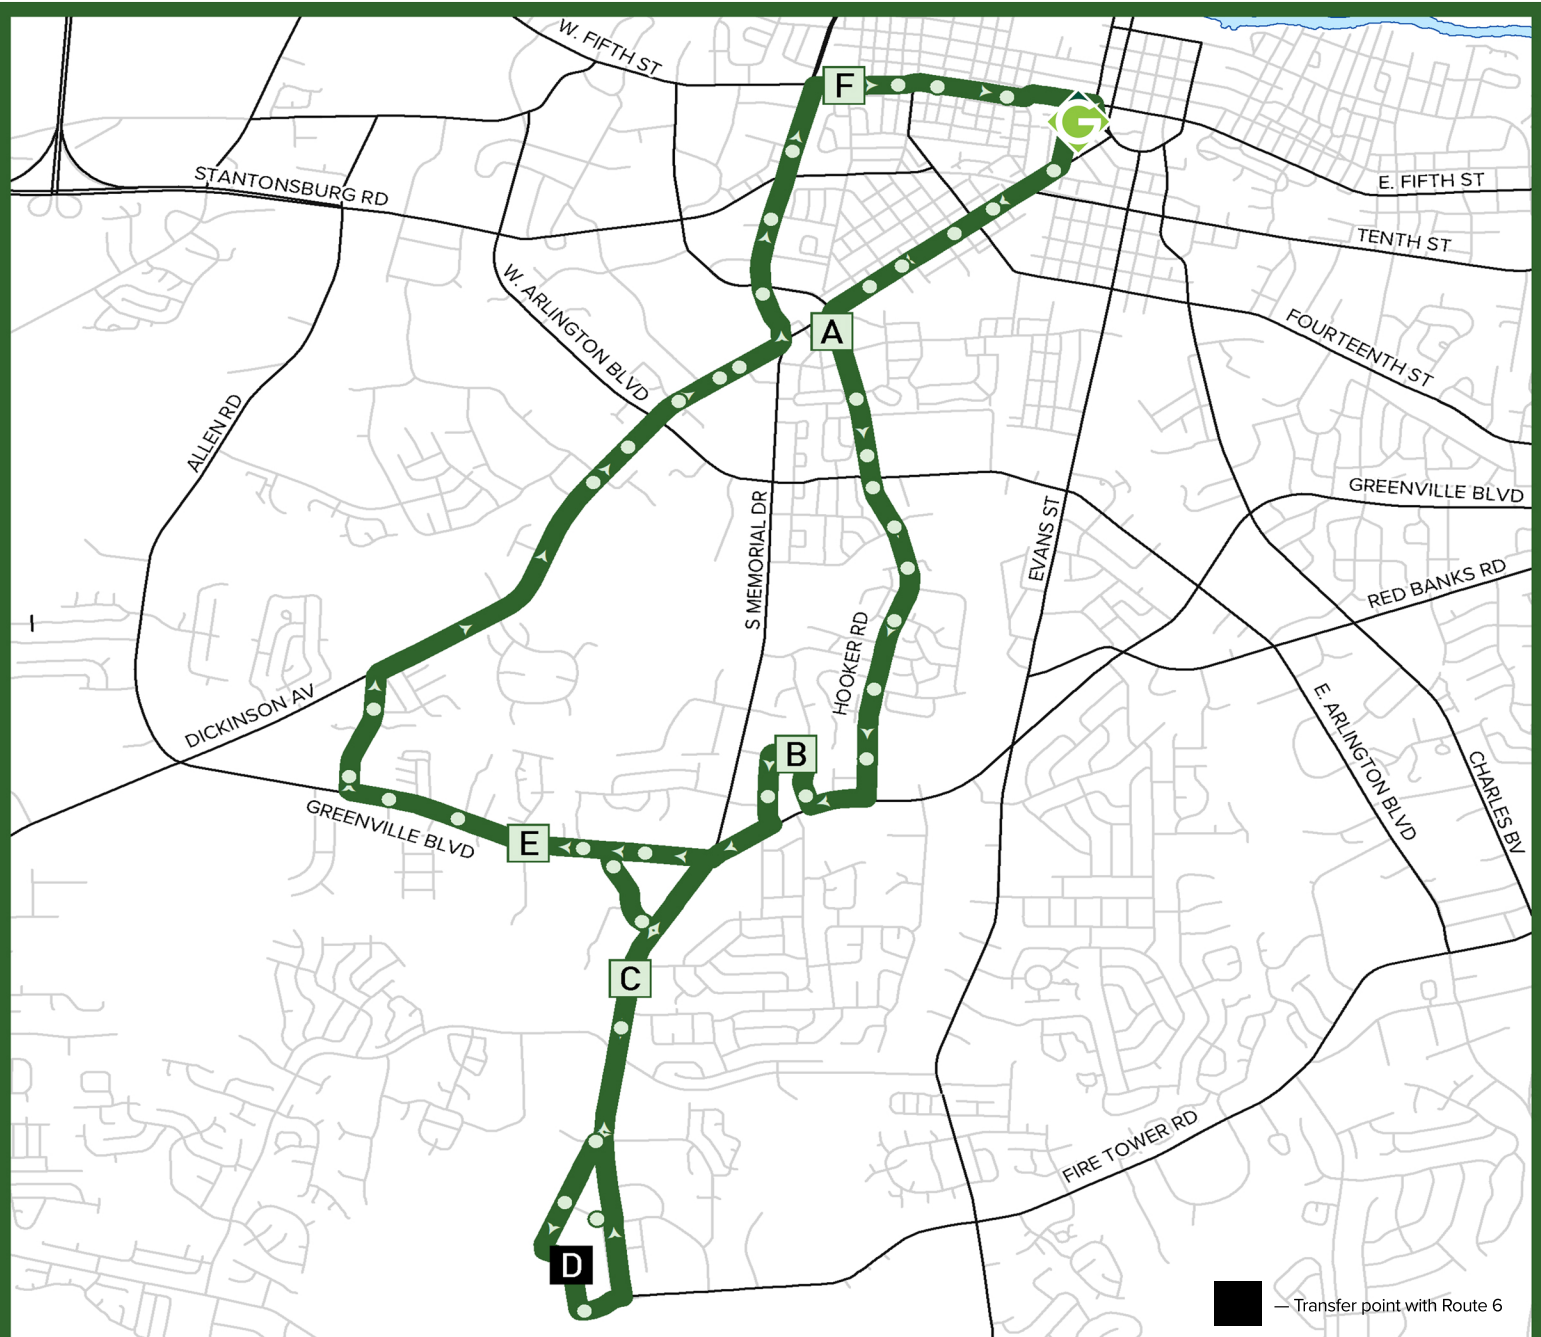 W. FIFTH ST
F
G
STANTONSBURG RD
E. FIFTH ST
TENTH ST
W. ARLINGTON BLVD
A
FOURTEENTH ST
ALLEN RD
GREENVILLE BLVD
S MEMORIAL DR
EVANS ST
RED BANKS RD
HOOKER RD
DICKINSON AV
B
E. ARLINGTON BLVD
CHARLES BV
GREENVILLE BLVD
E
C
FIRE TOWER RD
D
— Transfer point with Route 6